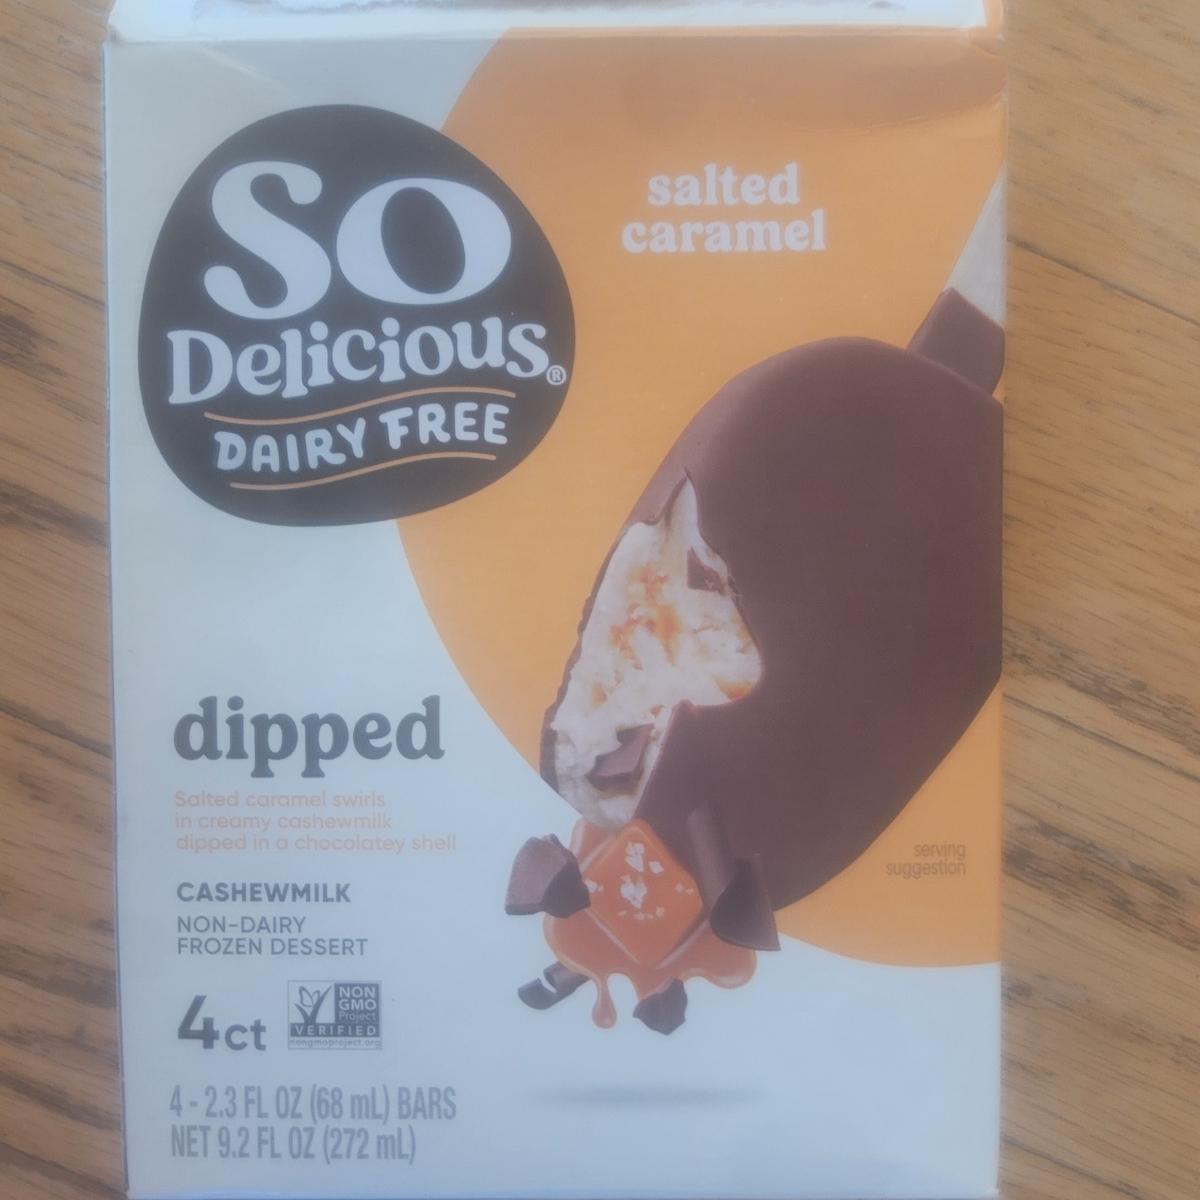 SO
Delicious®
DAIRY FREE
salted
caramel
dipped
Salted caramel swirls
in creamy cashewmilk
dipped in a chocolatey shell
serving
suggestion
CASHEWMILK
NON-DAIRY
FROZEN DESSERT
4ct
NON
GMO
Project
VERIFIED
nongmoproject.org
4 - 2.3 FL OZ (68 mL) BARS
NET 9.2 FL OZ (272 mL)